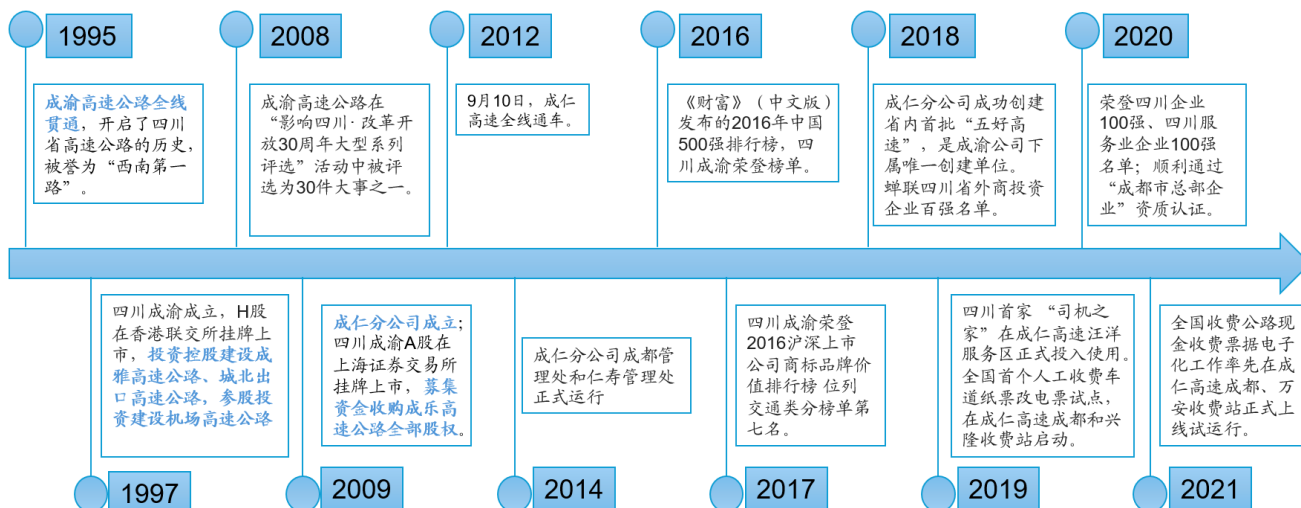 1995
2008
2012
2016
2018
2020
成渝高速公路全线
贯通，开启了四川
省高速公路的历史，
被誉为“西南第一
路”。
成渝高速公路在
“影响四川·改革开
放30周年大型系列
评选”活动中被评
选为30件大事之一。
9月10日，成仁
高速全线通车。
《财富》（中文版）
发布的2016年中国
500强排行榜，四
川成渝荣登榜单。
成仁分公司成功创建
省内首批“五好高
速”，是成渝公司下
属唯一创建单位。
蝉联四川省外商投资
企业百强名单。
荣登四川企业
100强、四川服
务业企业100强
名单；顺利通过
“成都市总部企
业”资质认证。
四川成渝成立，H股
在香港联交所挂牌上
市，投资控股建设成
雅高速公路、城北出
口高速公路，参股投
资建设机场高速公路
成仁分公司成立；
四川成渝A股在
上海证券交易所
挂牌上市，募集
资金收购成乐高
速公路全部股权。
成仁分公司成都管
理处和仁寿管理处
正式运行
四川成渝荣登
2016沪深上市
公司商标品牌价
值排行榜 位列
交通类分榜单第
七名。
四川首家 “司机之
家”在成仁高速汪洋
服务区正式投入使用。
全国首个人工收费车
道纸票改电票试点，
在成仁高速成都和兴
隆收费站启动。
全国收费公路现
金收费票据电子
化工作率先在成
仁高速成都、万
安收费站正式上
线试运行。
1997
2009
2014
2017
2019
2021